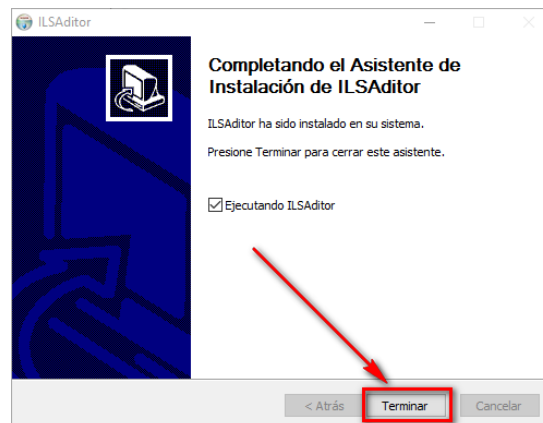 ILSAditor
Completando el Asistente de
Instalación de ILSAditor
ILSAditor ha sido instalado en su sistema.
Presione Terminar para cerrar este asistente.
Ejecutando ILSAditor
< Atrás
Terminar
Cancelar